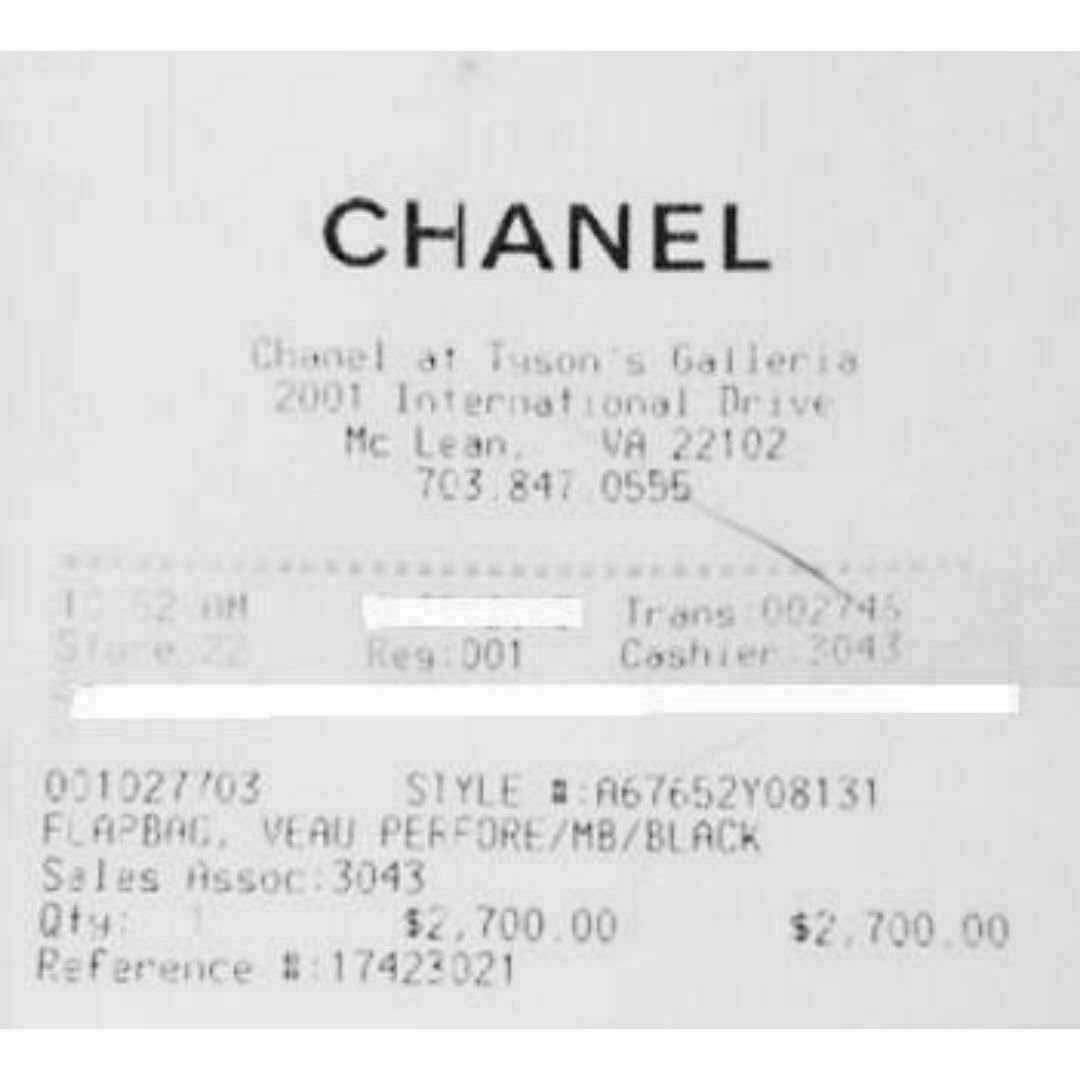 CHANEL
Chanel at Tyson's Galleria
2001 International Drive
Mc Lean, VA 22102
703.847.0555
AM Trans:002745
Store:22 Reg:001 Cashier:3043
001027703 STYLE #:A67652Y08131
FLAPBAG, VEAU PERFORE/MB/BLACK
Sales Assoc:3043
Qty: 1 $2,700.00 $2,700.00
Reference #:17423021